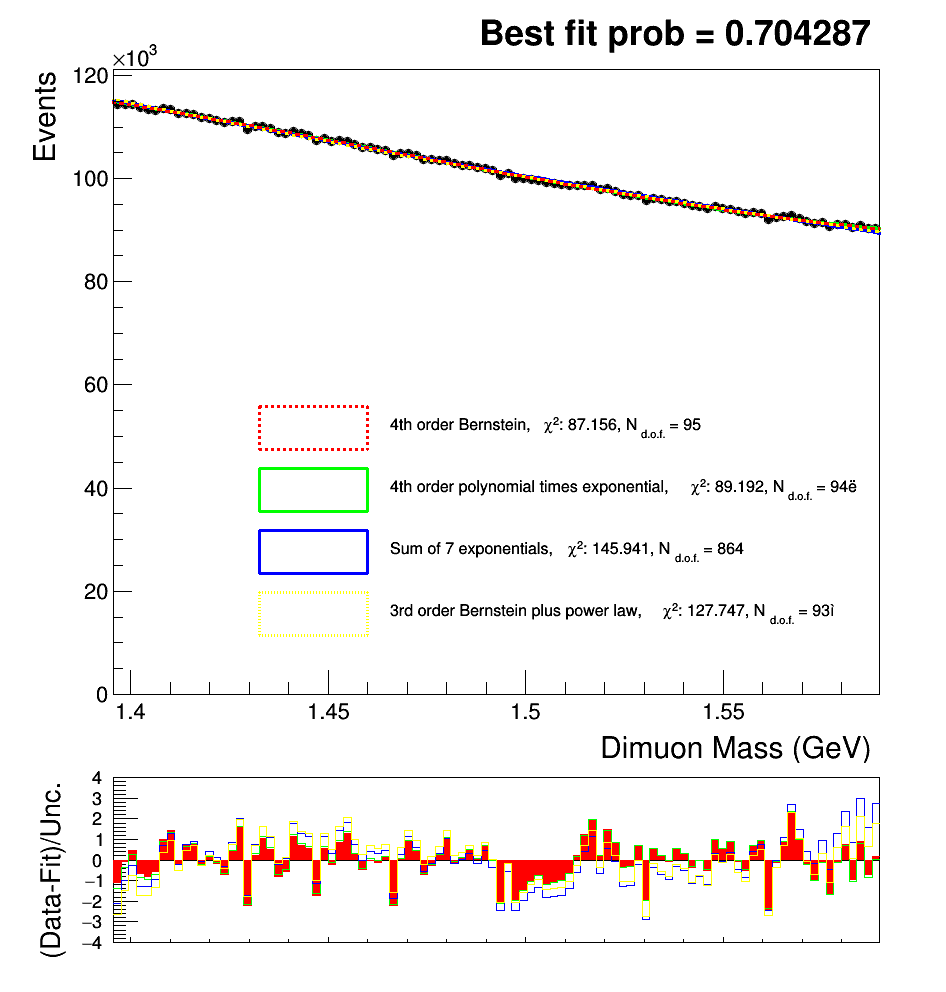 Best fit prob = 0.704287
×10³
Events
120
100
80
60
40
20
0
4th order Bernstein, χ²: 87.156, N d.o.f. = 95
4th order polynomial times exponential, χ²: 89.192, N d.o.f. = 94ë
Sum of 7 exponentials, χ²: 145.941, N d.o.f. = 864
3rd order Bernstein plus power law, χ²: 127.747, N d.o.f. = 93ì
1.4 1.45 1.5 1.55
Dimuon Mass (GeV)
(Data-Fit)/Unc.
4
3
2
1
0
−1
−2
−3
−4